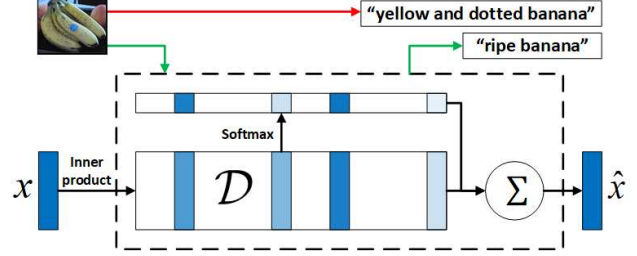 “yellow and dotted banana”
“ripe banana”
Softmax
Inner
product
x
𝒟
Σ
x̂